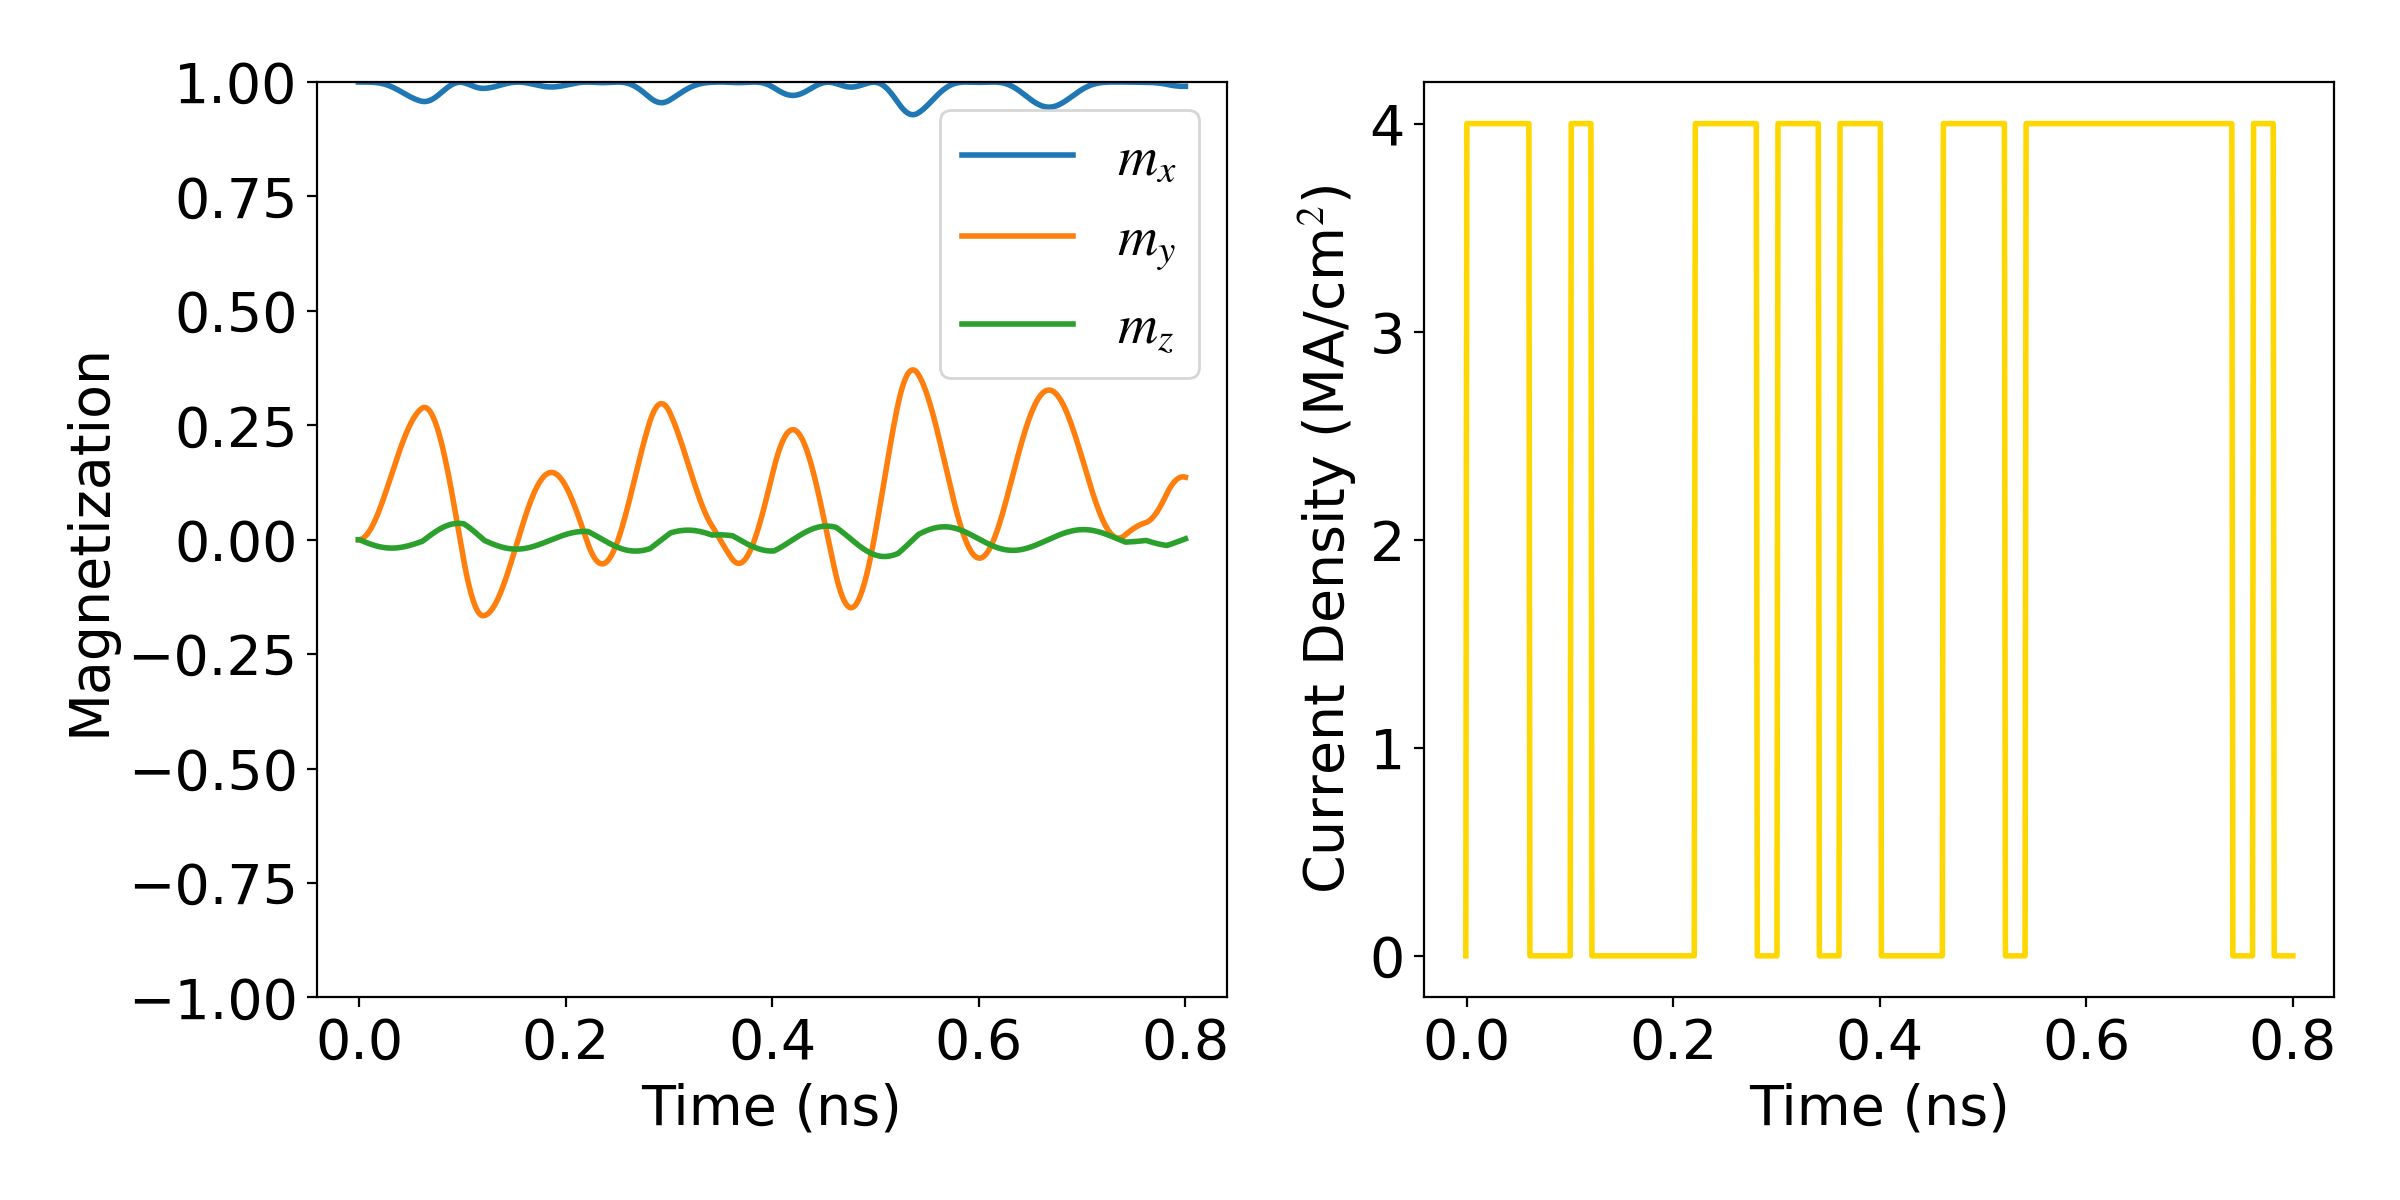 1.00
0.75
0.50
0.25
0.00
−0.25
−0.50
−0.75
−1.00
Magnetization
0.0 0.2 0.4 0.6 0.8
Time (ns)
m_x
m_y
m_z
4
3
2
1
0
Current Density (MA/cm²)
0.0 0.2 0.4 0.6 0.8
Time (ns)